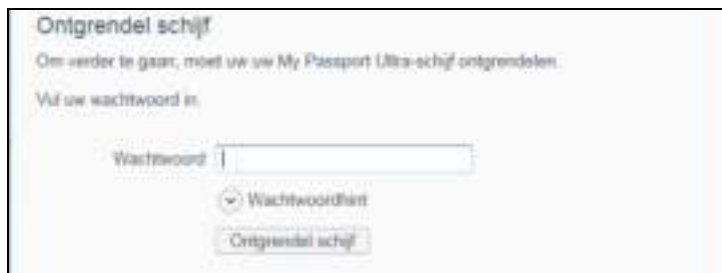 Ontgrendel schijf
Om verder te gaan, moet uw uw My Passport Ultra-schijf ontgrendelen.
Vul uw wachtwoord in.
Wachtwoord
Wachtwoordhint
Ontgrendel schijf